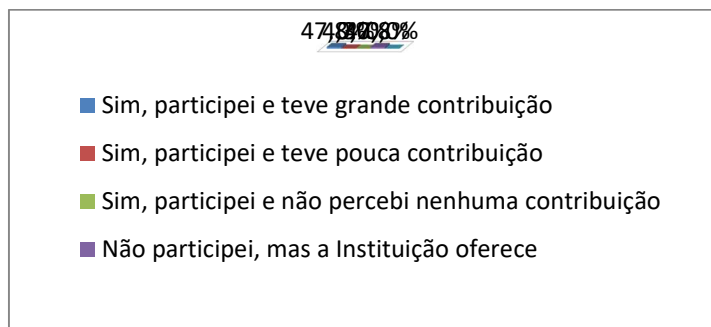 Sim, participei e teve grande contribuição
Sim, participei e teve pouca contribuição
Sim, participei e não percebi nenhuma contribuição
Não participei, mas a Instituição oferece